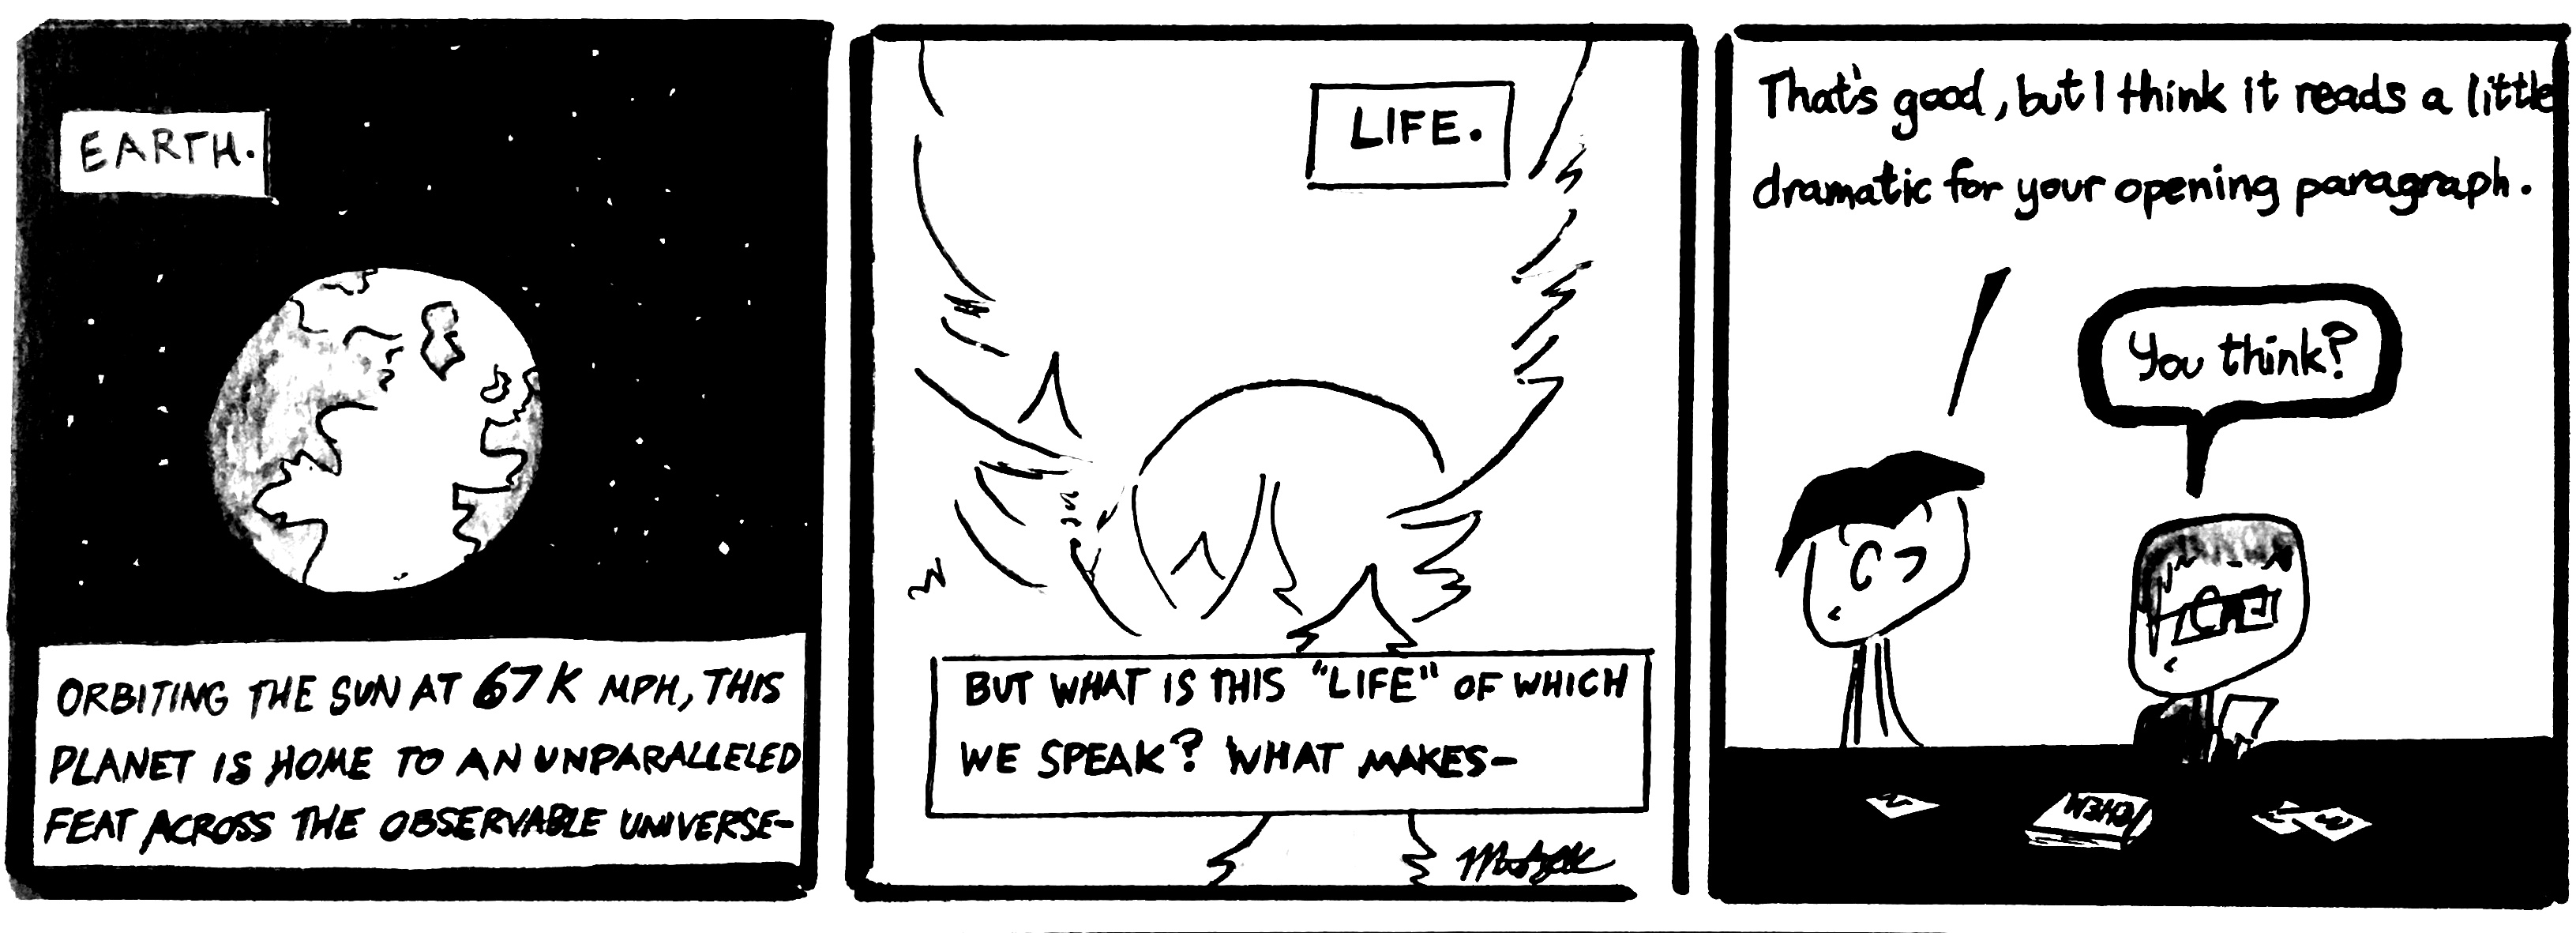 EARTH.
ORBITING THE SUN AT 67K MPH, THIS
PLANET IS HOME TO AN UNPARALLELED
FEAT ACROSS THE OBSERVABLE UNIVERSE-
LIFE.
BUT WHAT IS THIS "LIFE" OF WHICH
WE SPEAK? WHAT MAKES-
That's good, but I think it reads a little
dramatic for your opening paragraph.
You think?
CHEM